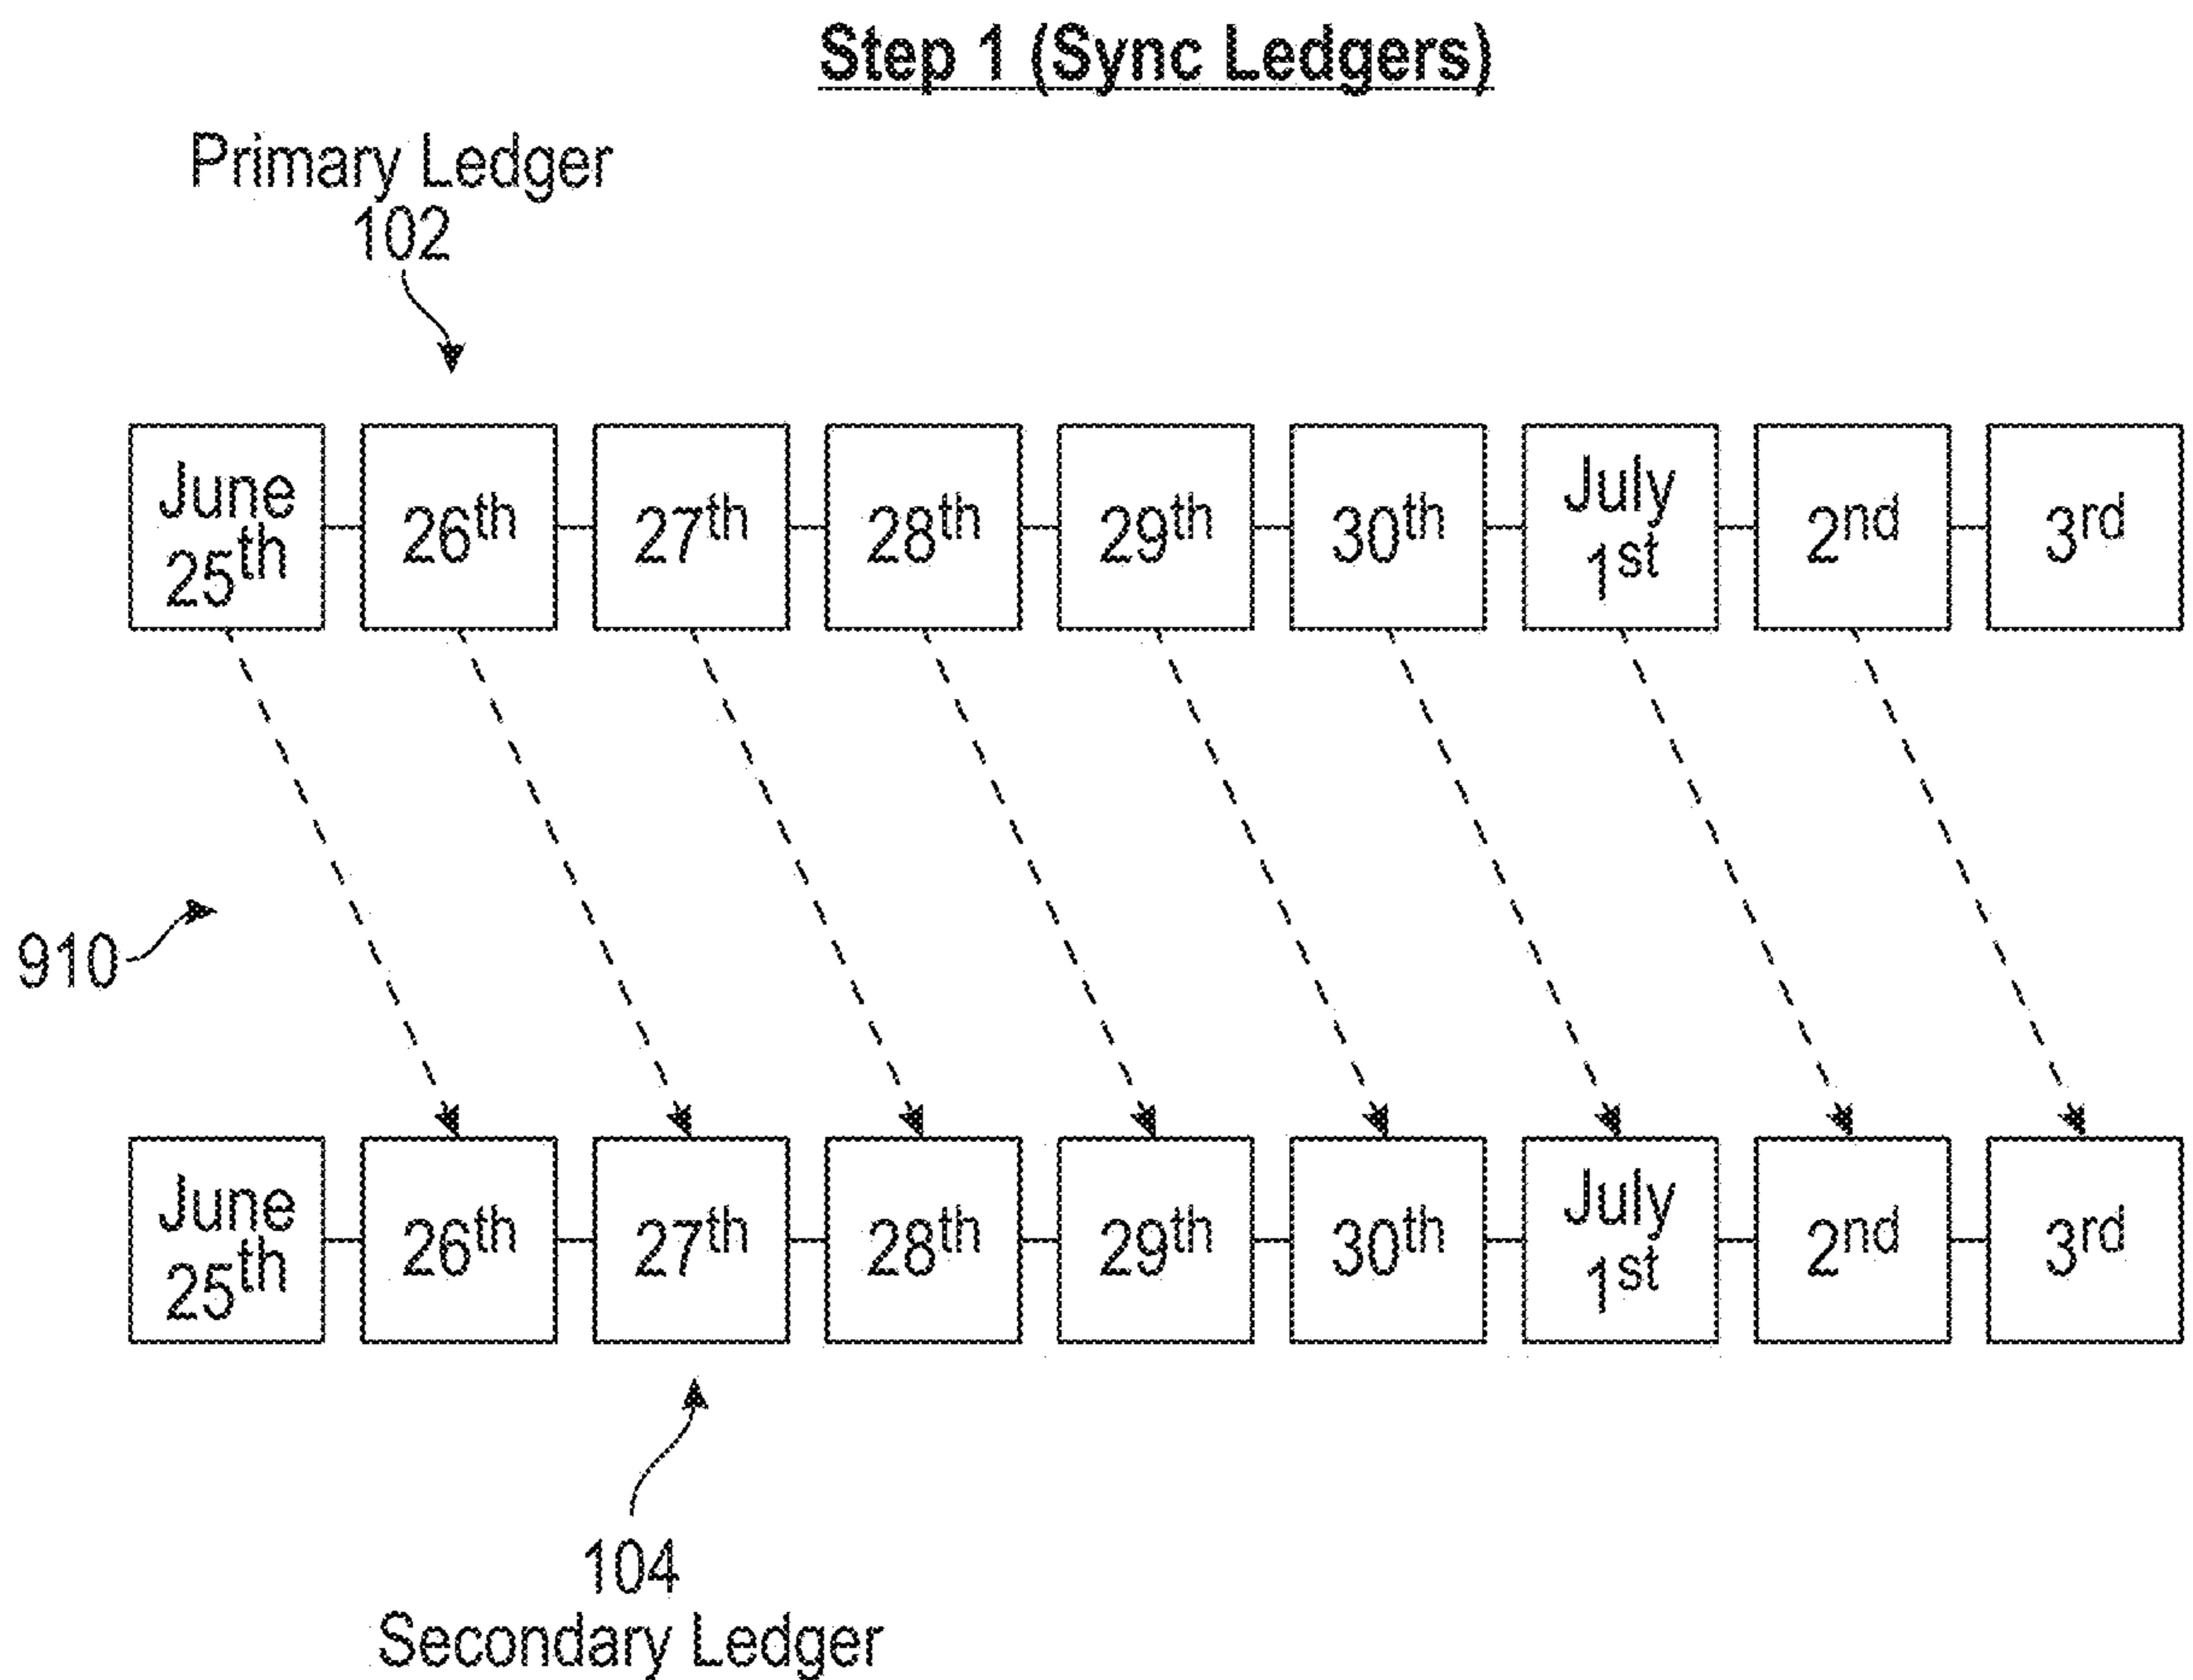 Step 1 (Sync Ledgers)
Primary Ledger
102
June
25th
26th
27th
28th
29th
30th
July
1st
2nd
3rd
910
June
25th
26th
27th
28th
29th
30th
July
1st
2nd
3rd
104
Secondary Ledger